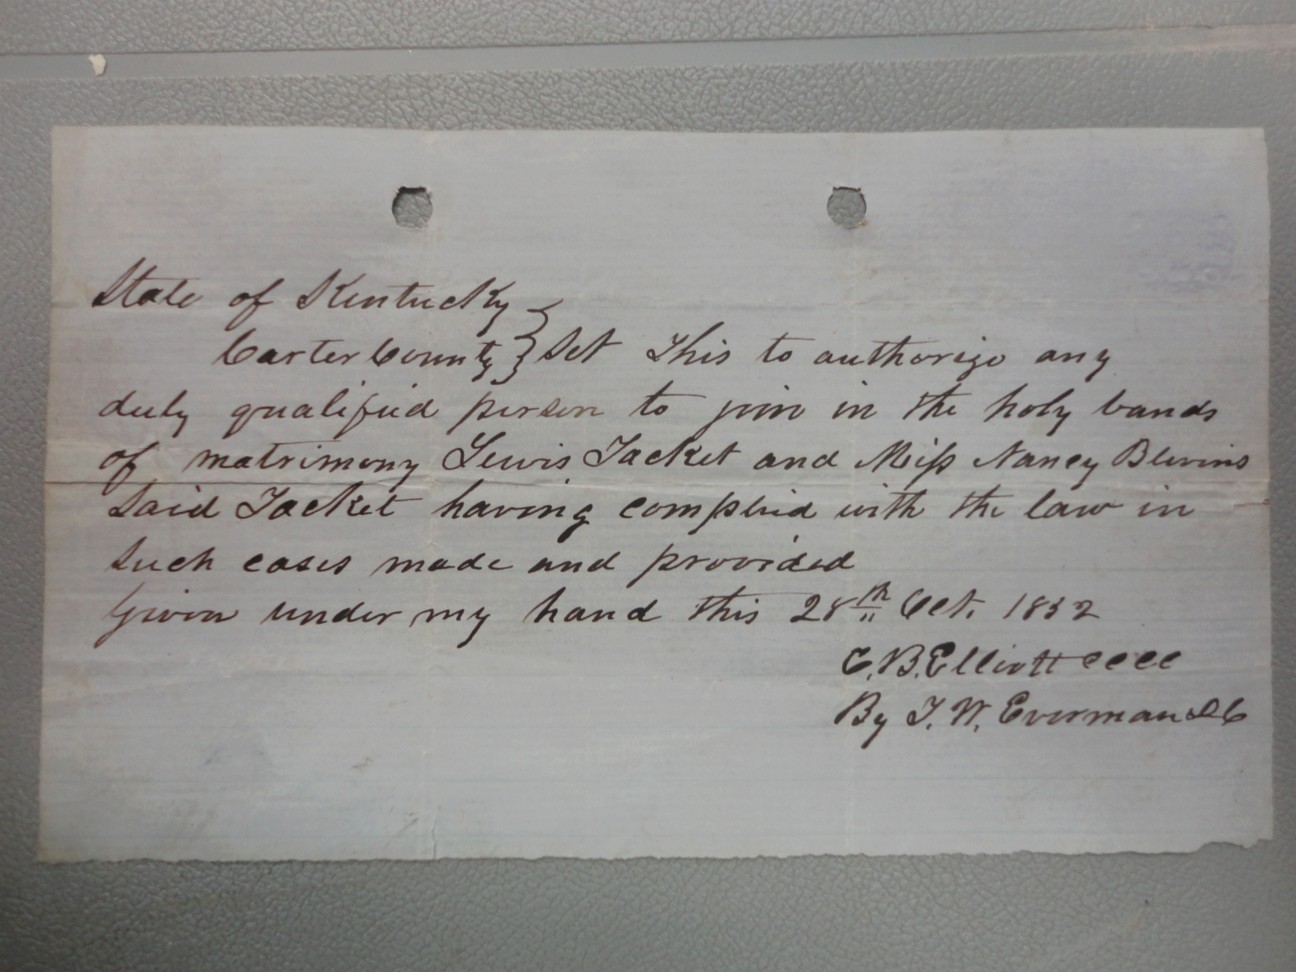 State of Kentucky }
Carter County } Sct This to authorize any
duly qualified person to join in the holy bands
of matrimony Lewis Tacket and Miss Nancy Blevins
Said Tacket having complied with the law in
such cases made and provided
Given under my hand this 28th Oct. 1852
C. B. Elliott cccc
By T. W. Everman DC